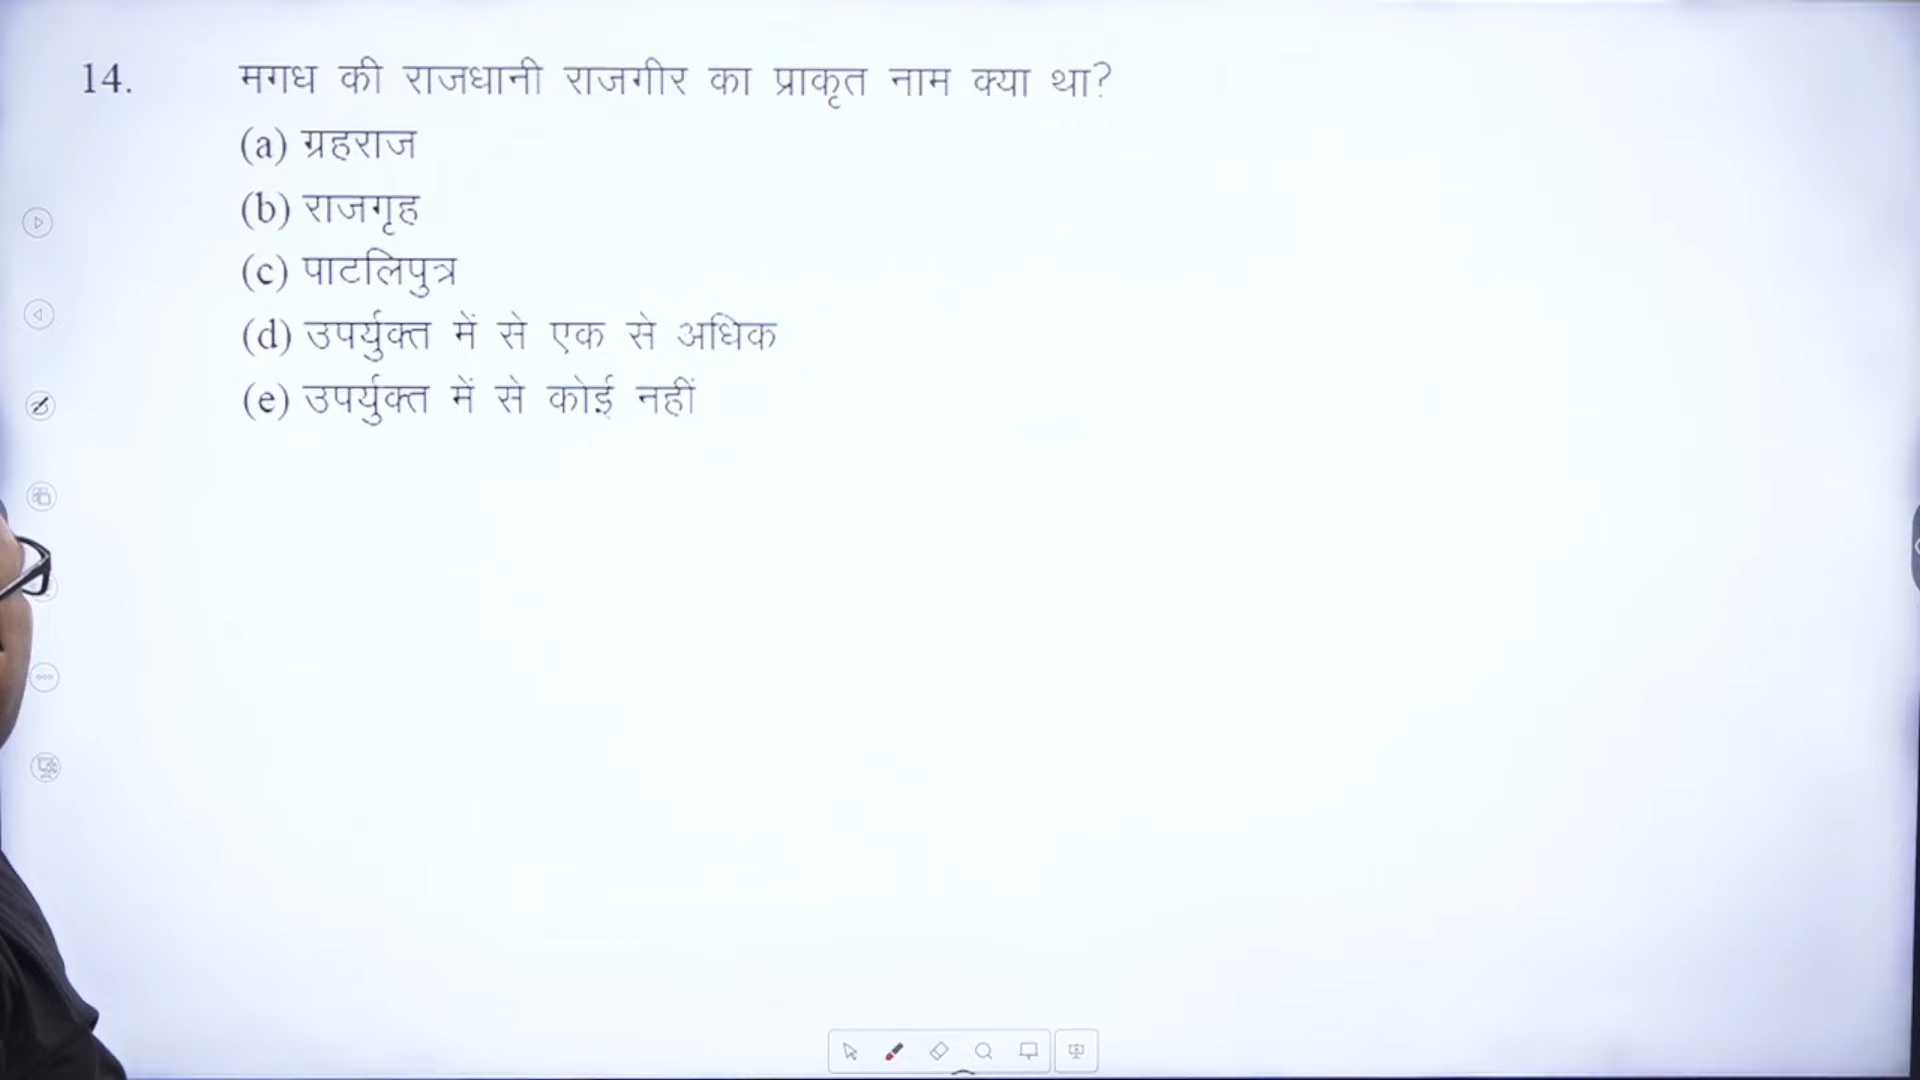 14. मगध की राजधानी राजगीर का प्राकृत नाम क्या था?
(a) ग्रहराज
(b) राजगृह
(c) पाटलिपुत्र
(d) उपर्युक्त में से एक से अधिक
(e) उपर्युक्त में से कोई नहीं